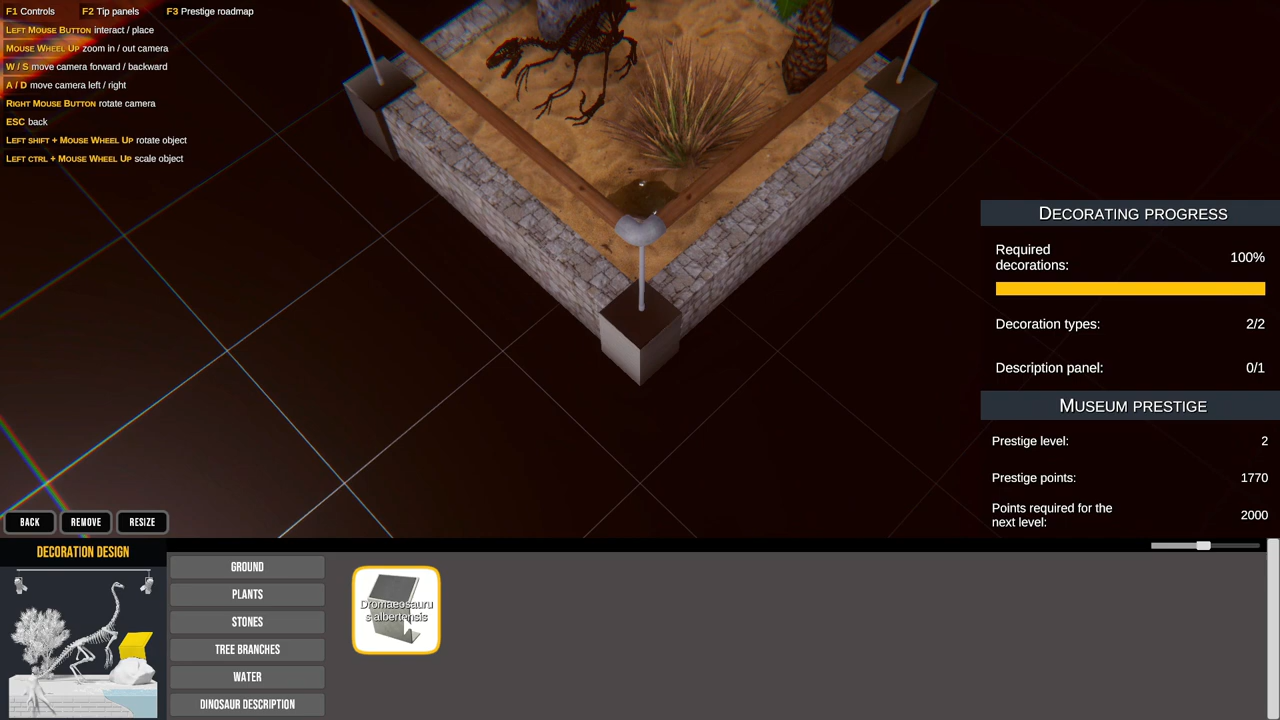 F1 Controls F2 Tip panels F3 Prestige roadmap
LEFT MOUSE BUTTON interact / place
MOUSE WHEEL UP zoom in / out camera
W / S move camera forward / backward
A / D move camera left / right
RIGHT MOUSE BUTTON rotate camera
ESC back
LEFT SHIFT + MOUSE WHEEL UP rotate object
LEFT CTRL + MOUSE WHEEL UP scale object
DECORATING PROGRESS
Required
decorations: 100%
Decoration types: 2/2
Description panel: 0/1
MUSEUM PRESTIGE
Prestige level: 2
Prestige points: 1770
Points required for the
next level: 2000
BACK REMOVE RESIZE
DECORATION DESIGN
GROUND
PLANTS
STONES
TREE BRANCHES
WATER
DINOSAUR DESCRIPTION
Dromaeosauru
s albertensis